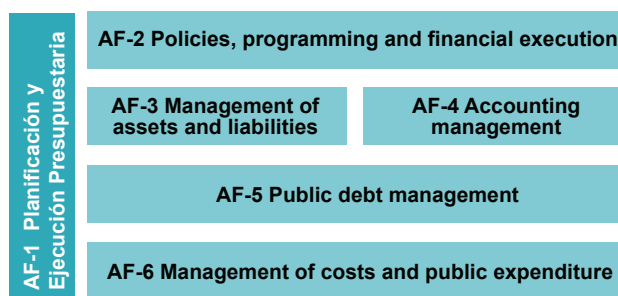 AF-1 Planificación y
Ejecución Presupuestaria
AF-2 Policies, programming and financial execution
AF-3 Management of
assets and liabilities
AF-4 Accounting
management
AF-5 Public debt management
AF-6 Management of costs and public expenditure